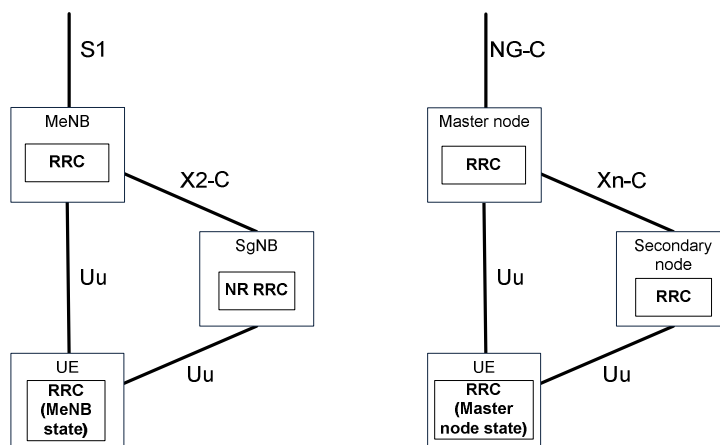 S1
MeNB
RRC
X2-C
SgNB
NR RRC
Uu
Uu
UE
RRC
(MeNB
state)
NG-C
Master node
RRC
Xn-C
Secondary
node
RRC
Uu
Uu
UE
RRC
(Master
node state)